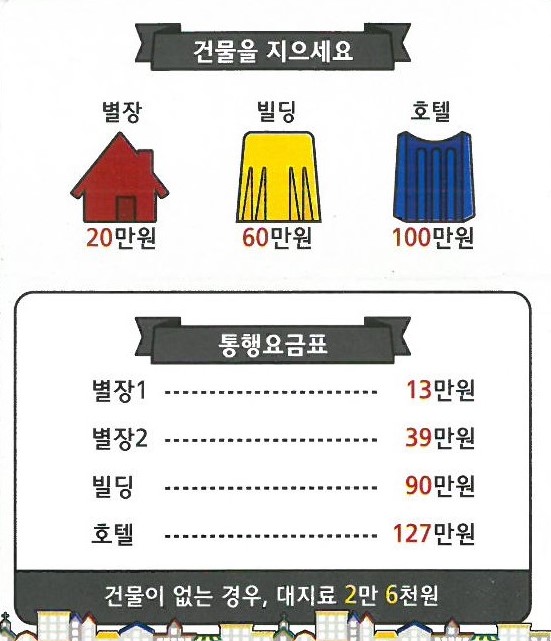 건물을 지으세요
별장 빌딩 호텔
20만원 60만원 100만원
통행요금표
별장1 ........................ 13만원
별장2 ........................ 39만원
빌딩 ........................ 90만원
호텔 ........................ 127만원
건물이 없는 경우, 대지료 2만 6천원